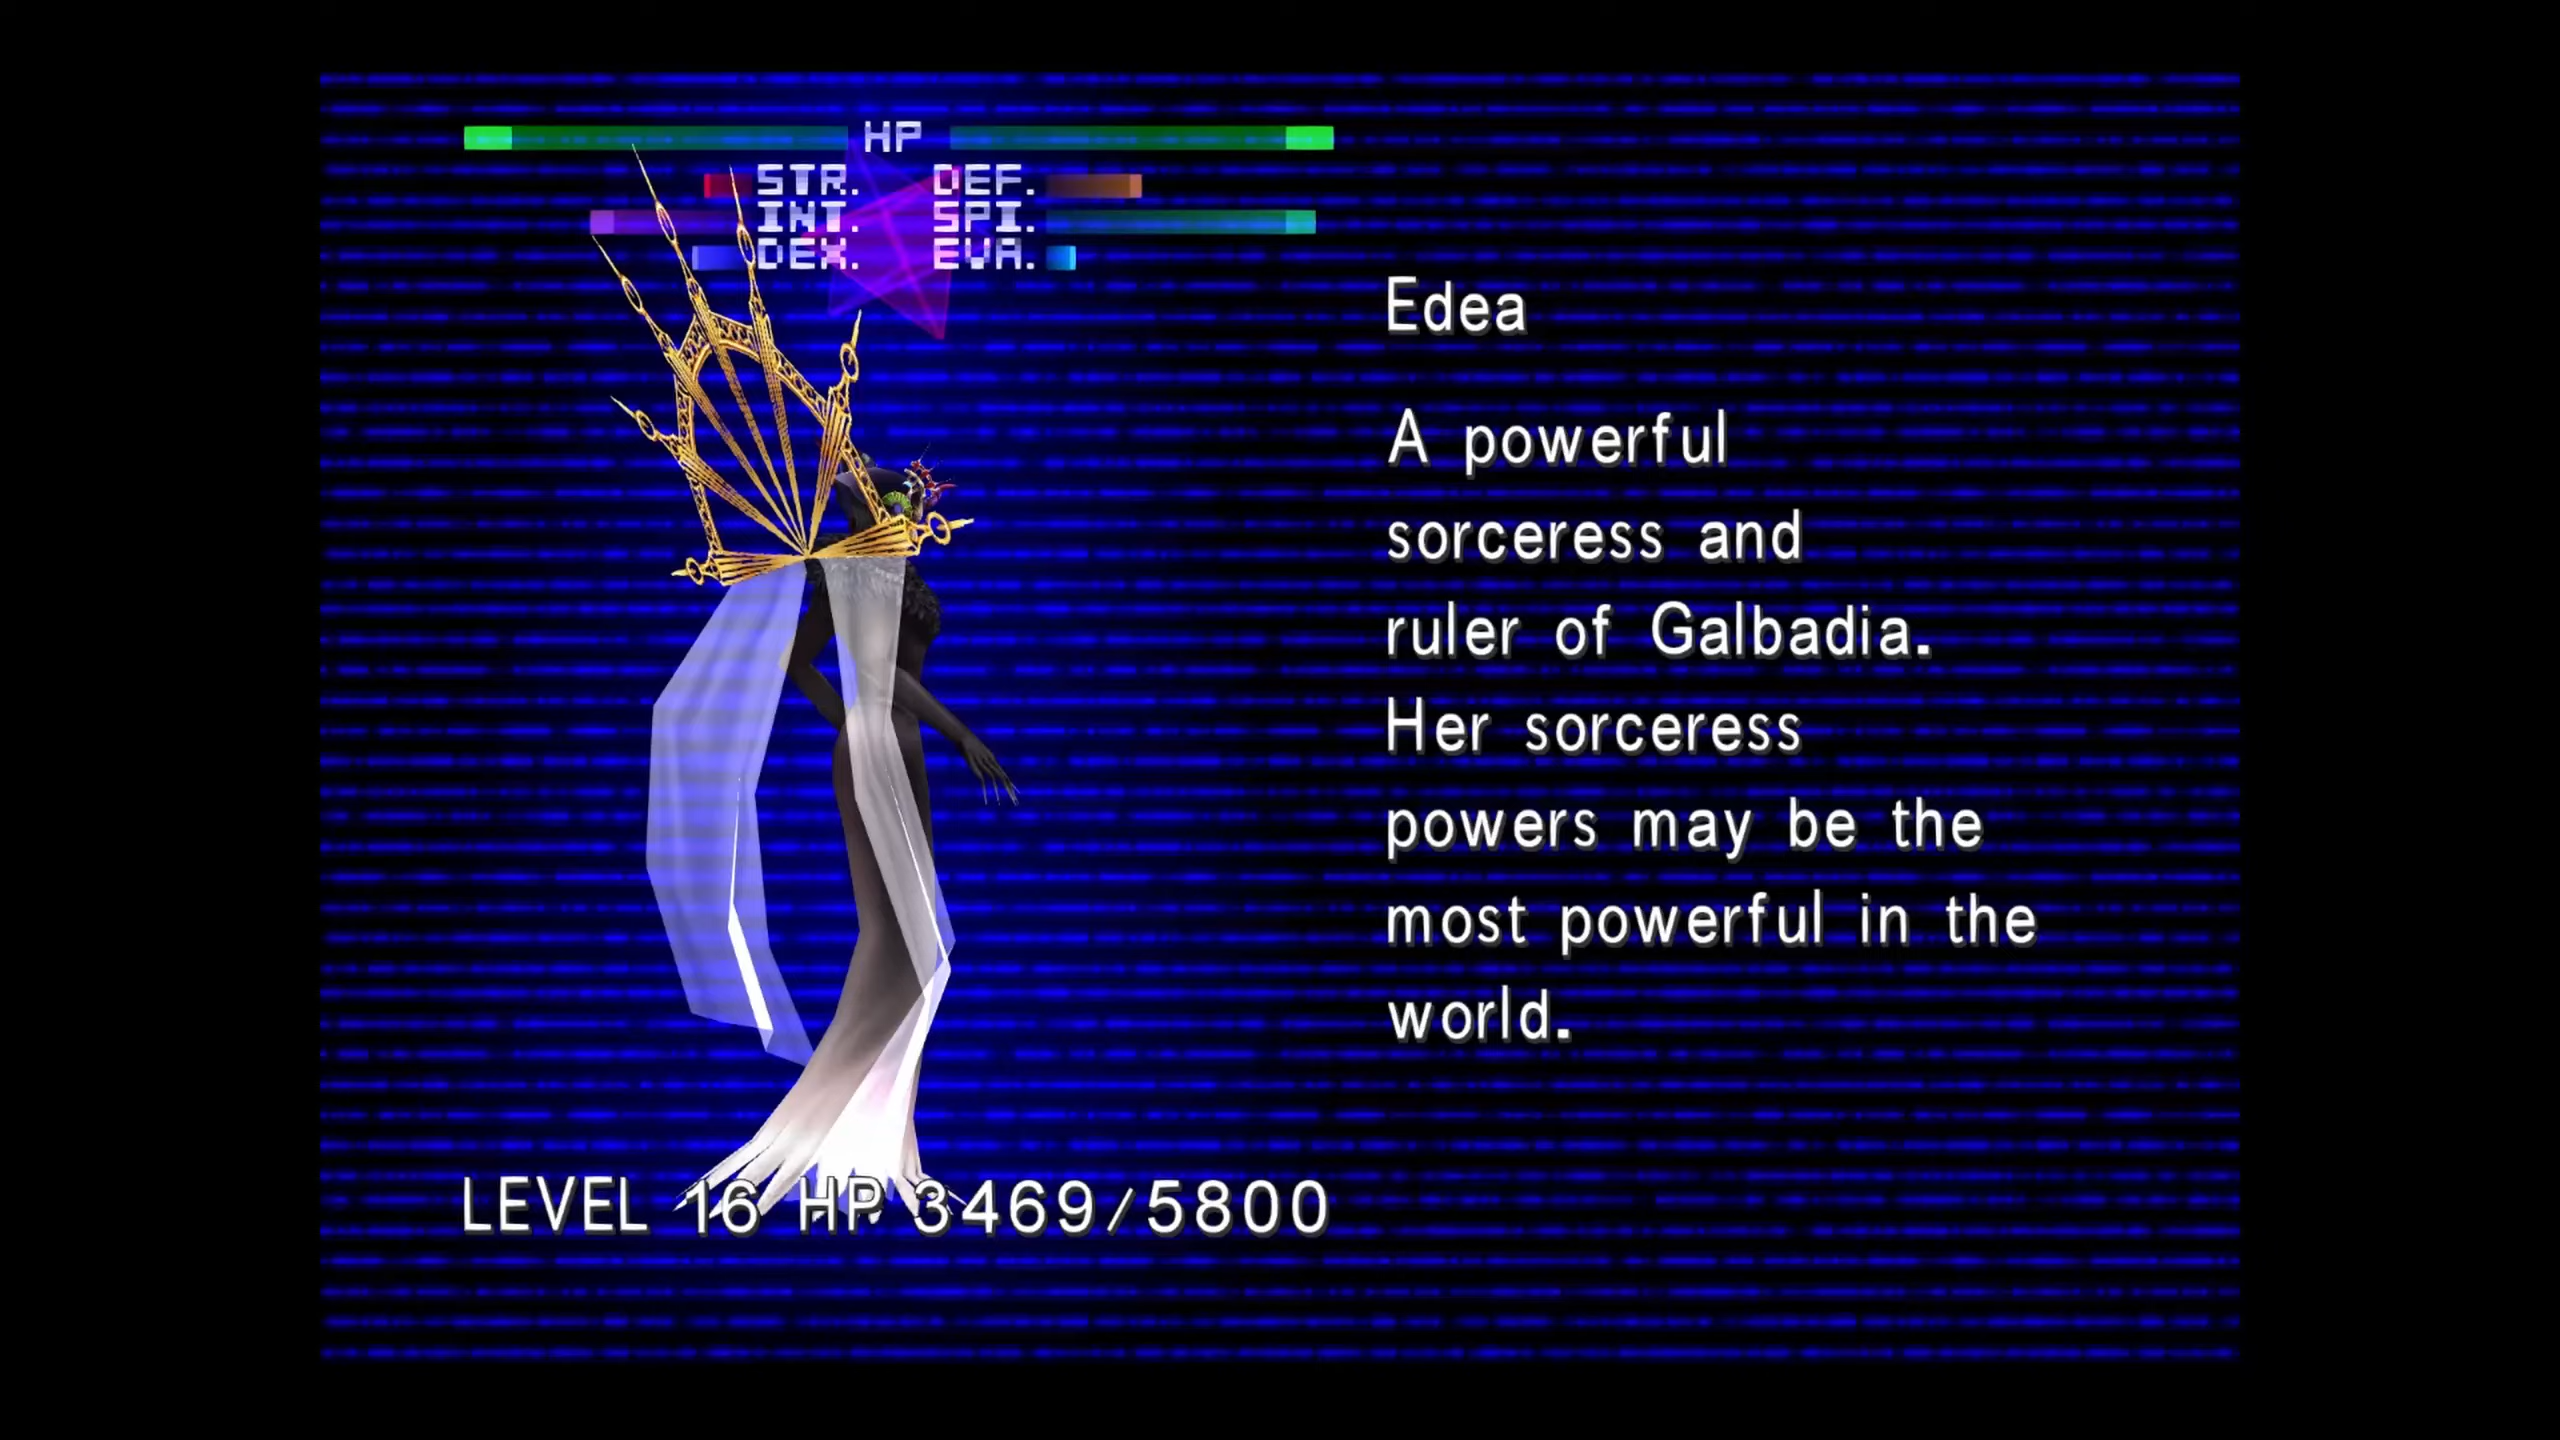 HP
STR. DEF.
INT. SPI.
DEX. EVA.
Edea
A powerful
sorceress and
ruler of Galbadia.
Her sorceress
powers may be the
most powerful in the
world.
LEVEL 16 HP 3469/5800